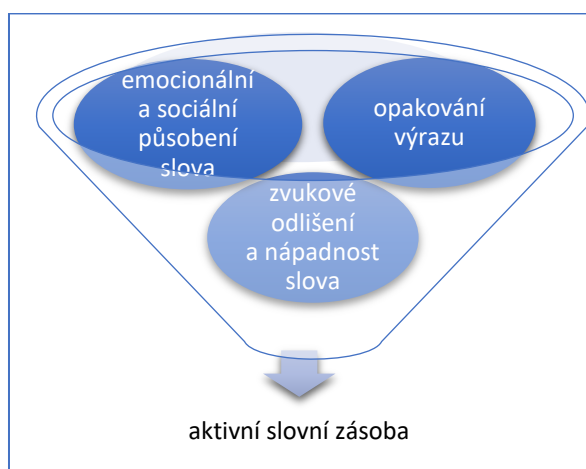 emocionální
a sociální
působení
slova
opakování
výrazu
zvukové
odlišení
a nápadnost
slova
aktivní slovní zásoba